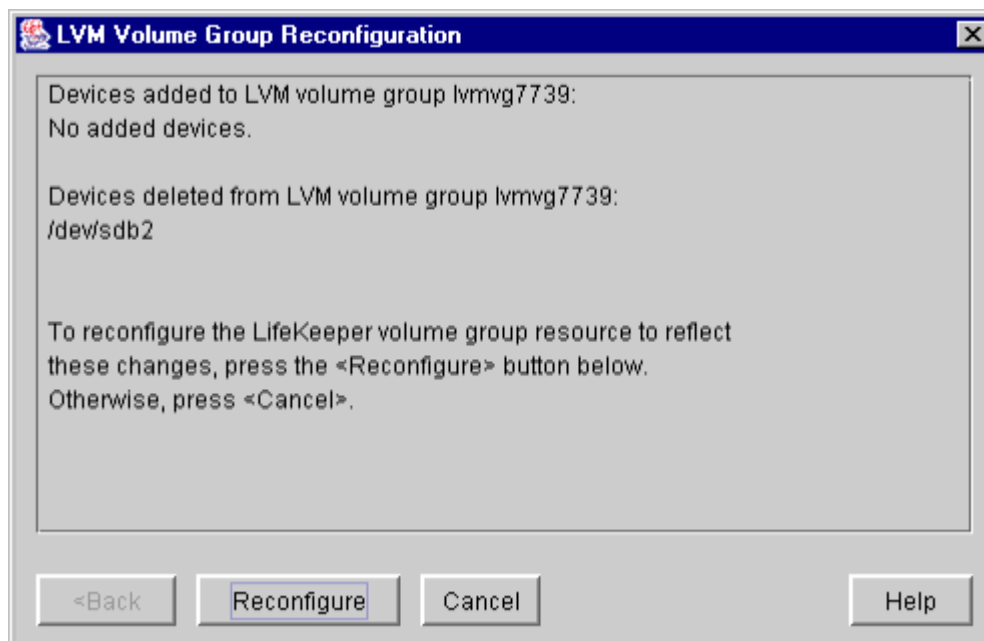 LVM Volume Group Reconfiguration
Devices added to LVM volume group lvmvg7739:
No added devices.
Devices deleted from LVM volume group lvmvg7739:
/dev/sdb2
To reconfigure the LifeKeeper volume group resource to reflect
these changes, press the <Reconfigure> button below.
Otherwise, press <Cancel>.
<Back Reconfigure Cancel Help